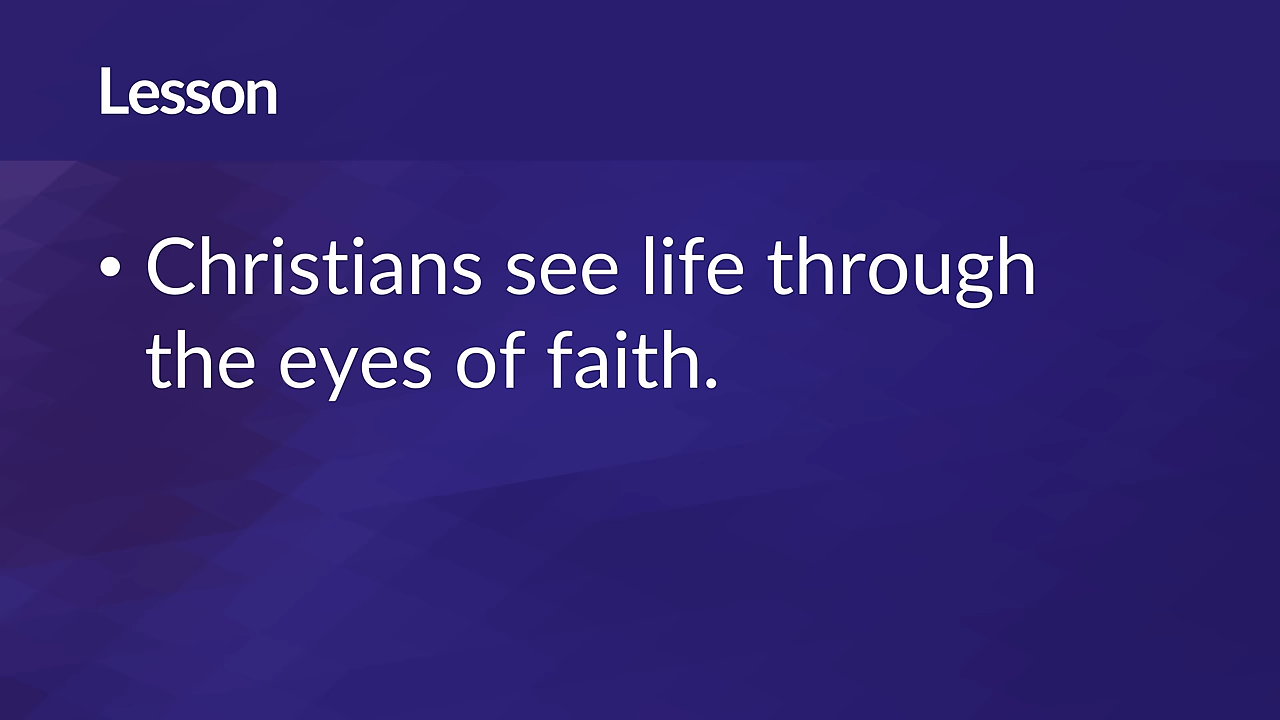 Lesson
• Christians see life through
the eyes of faith.